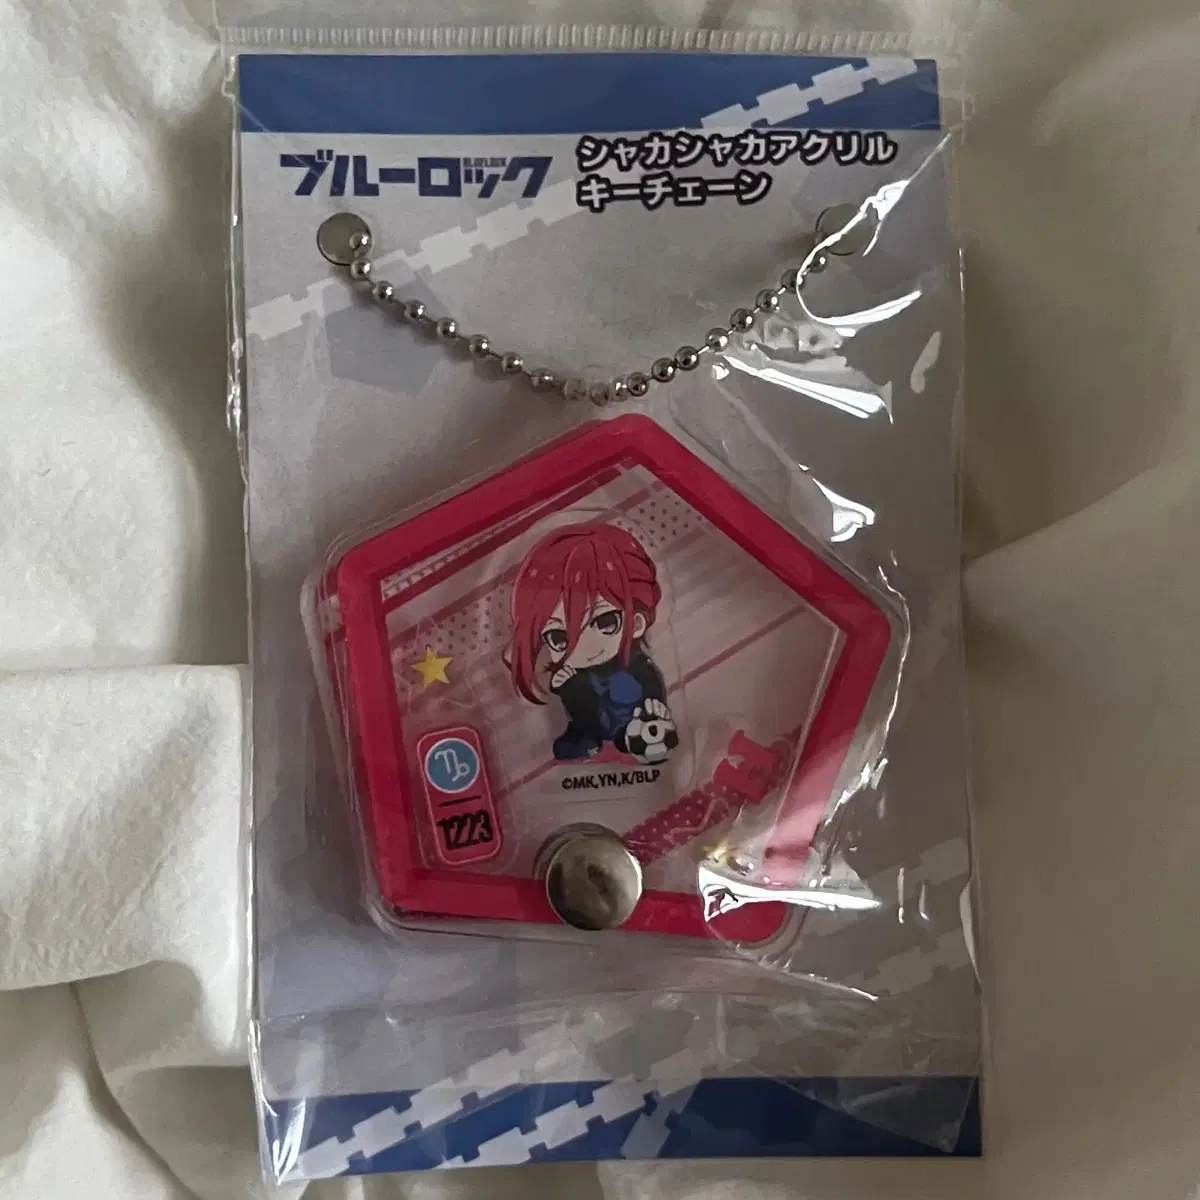 ブルーロック
BLUELOCK
シャカシャカアクリル
キーチェーン
©MK,YN,K/BLP
1223
H